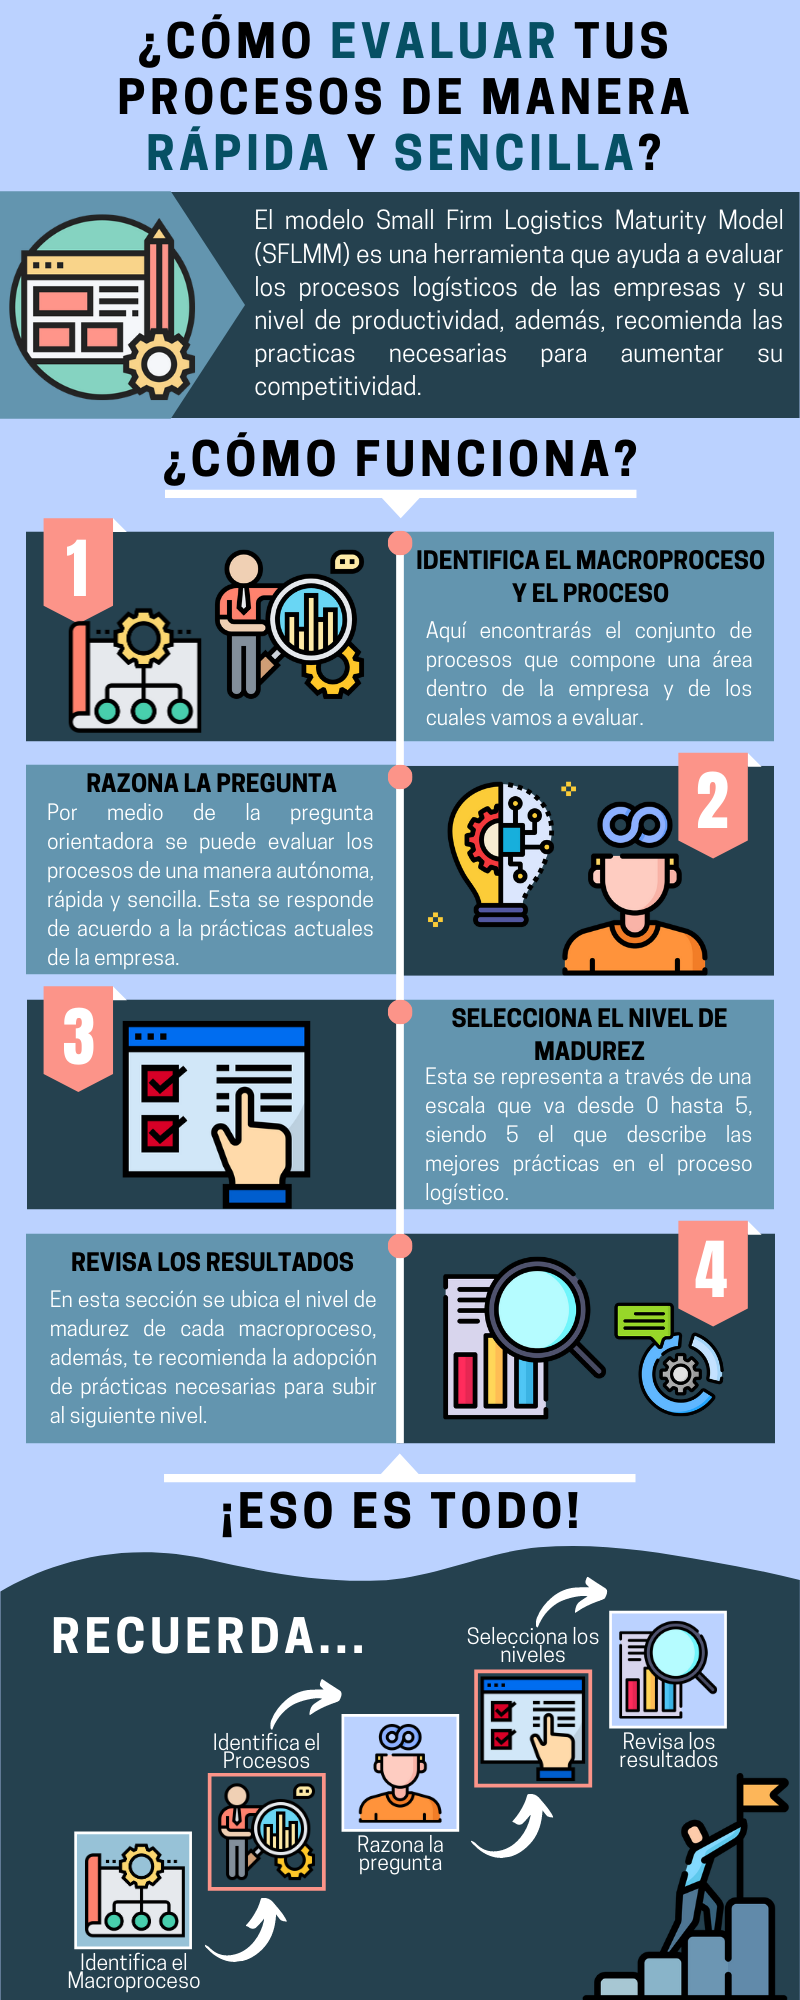 ¿CÓMO EVALUAR TUS
PROCESOS DE MANERA
RÁPIDA Y SENCILLA?
El modelo Small Firm Logistics Maturity Model
(SFLMM) es una herramienta que ayuda a evaluar
los procesos logísticos de las empresas y su
nivel de productividad, además, recomienda las
practicas necesarias para aumentar su
competitividad.
¿CÓMO FUNCIONA?
1
IDENTIFICA EL MACROPROCESO
Y EL PROCESO
Aquí encontrarás el conjunto de
procesos que compone una área
dentro de la empresa y de los
cuales vamos a evaluar.
RAZONA LA PREGUNTA
Por medio de la pregunta
orientadora se puede evaluar los
procesos de una manera autónoma,
rápida y sencilla. Esta se responde
de acuerdo a la prácticas actuales
de la empresa.
2
3
SELECCIONA EL NIVEL DE
MADUREZ
Esta se representa a través de una
escala que va desde 0 hasta 5,
siendo 5 el que describe las
mejores prácticas en el proceso
logístico.
REVISA LOS RESULTADOS
En esta sección se ubica el nivel de
madurez de cada macroproceso,
además, te recomienda la adopción
de prácticas necesarias para subir
al siguiente nivel.
4
¡ESO ES TODO!
RECUERDA...
Identifica el
Macroproceso
Identifica el
Procesos
Razona la
pregunta
Selecciona los
niveles
Revisa los
resultados